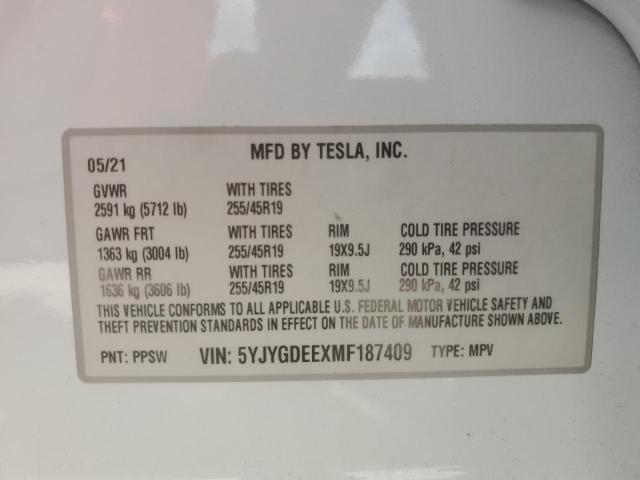 MFD BY TESLA, INC.
05/21
GVWR WITH TIRES
2591 kg (5712 lb) 255/45R19
GAWR FRT WITH TIRES RIM COLD TIRE PRESSURE
1363 kg (3004 lb) 255/45R19 19X9.5J 290 kPa, 42 psi
GAWR RR WITH TIRES RIM COLD TIRE PRESSURE
1636 kg (3606 lb) 255/45R19 19X9.5J 290 kPa, 42 psi
THIS VEHICLE CONFORMS TO ALL APPLICABLE U.S. FEDERAL MOTOR VEHICLE SAFETY AND
THEFT PREVENTION STANDARDS IN EFFECT ON THE DATE OF MANUFACTURE SHOWN ABOVE.
PNT: PPSW VIN: 5YJYGDEEXMF187409 TYPE: MPV